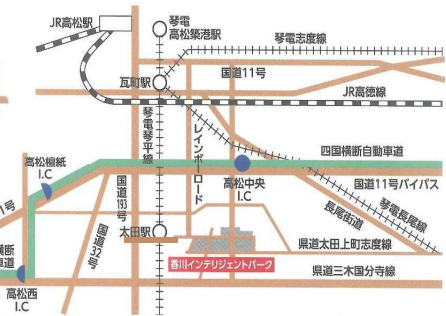 JR高松駅
琴電
高松築港駅
琴電志度線
国道11号
瓦町駅
JR高徳線
琴電琴平線
レインボーロード
四国横断自動車道
高松檀紙
I.C
高松中央
I.C
国道11号バイパス
1号
国道193号
国道32号
長尾街道
琴電長尾線
太田駅
県道太田上町志度線
香川インテリジェントパーク
横断
車道
県道三木国分寺線
高松西
I.C